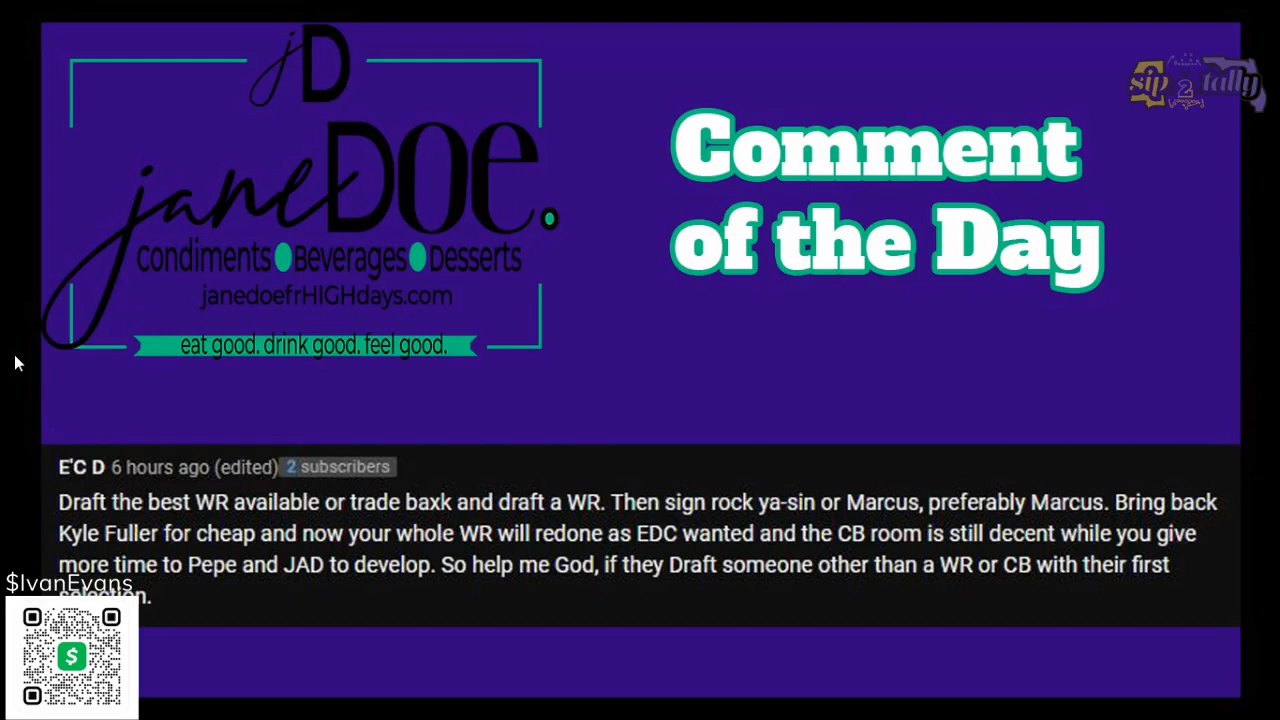 jD
janeDOE.
Condiments Beverages Desserts
janedoefrHIGHdays.com
eat good. drink good. feel good.
sip 2 tally
Comment
of the Day
E'C D 6 hours ago (edited) 2 subscribers
Draft the best WR available or trade baxk and draft a WR. Then sign rock ya-sin or Marcus, preferably Marcus. Bring back
Kyle Fuller for cheap and now your whole WR will redone as EDC wanted and the CB room is still decent while you give
more time to Pepe and JAD to develop. So help me God, if they Draft someone other than a WR or CB with their first
selection.
$IvanEvans
$